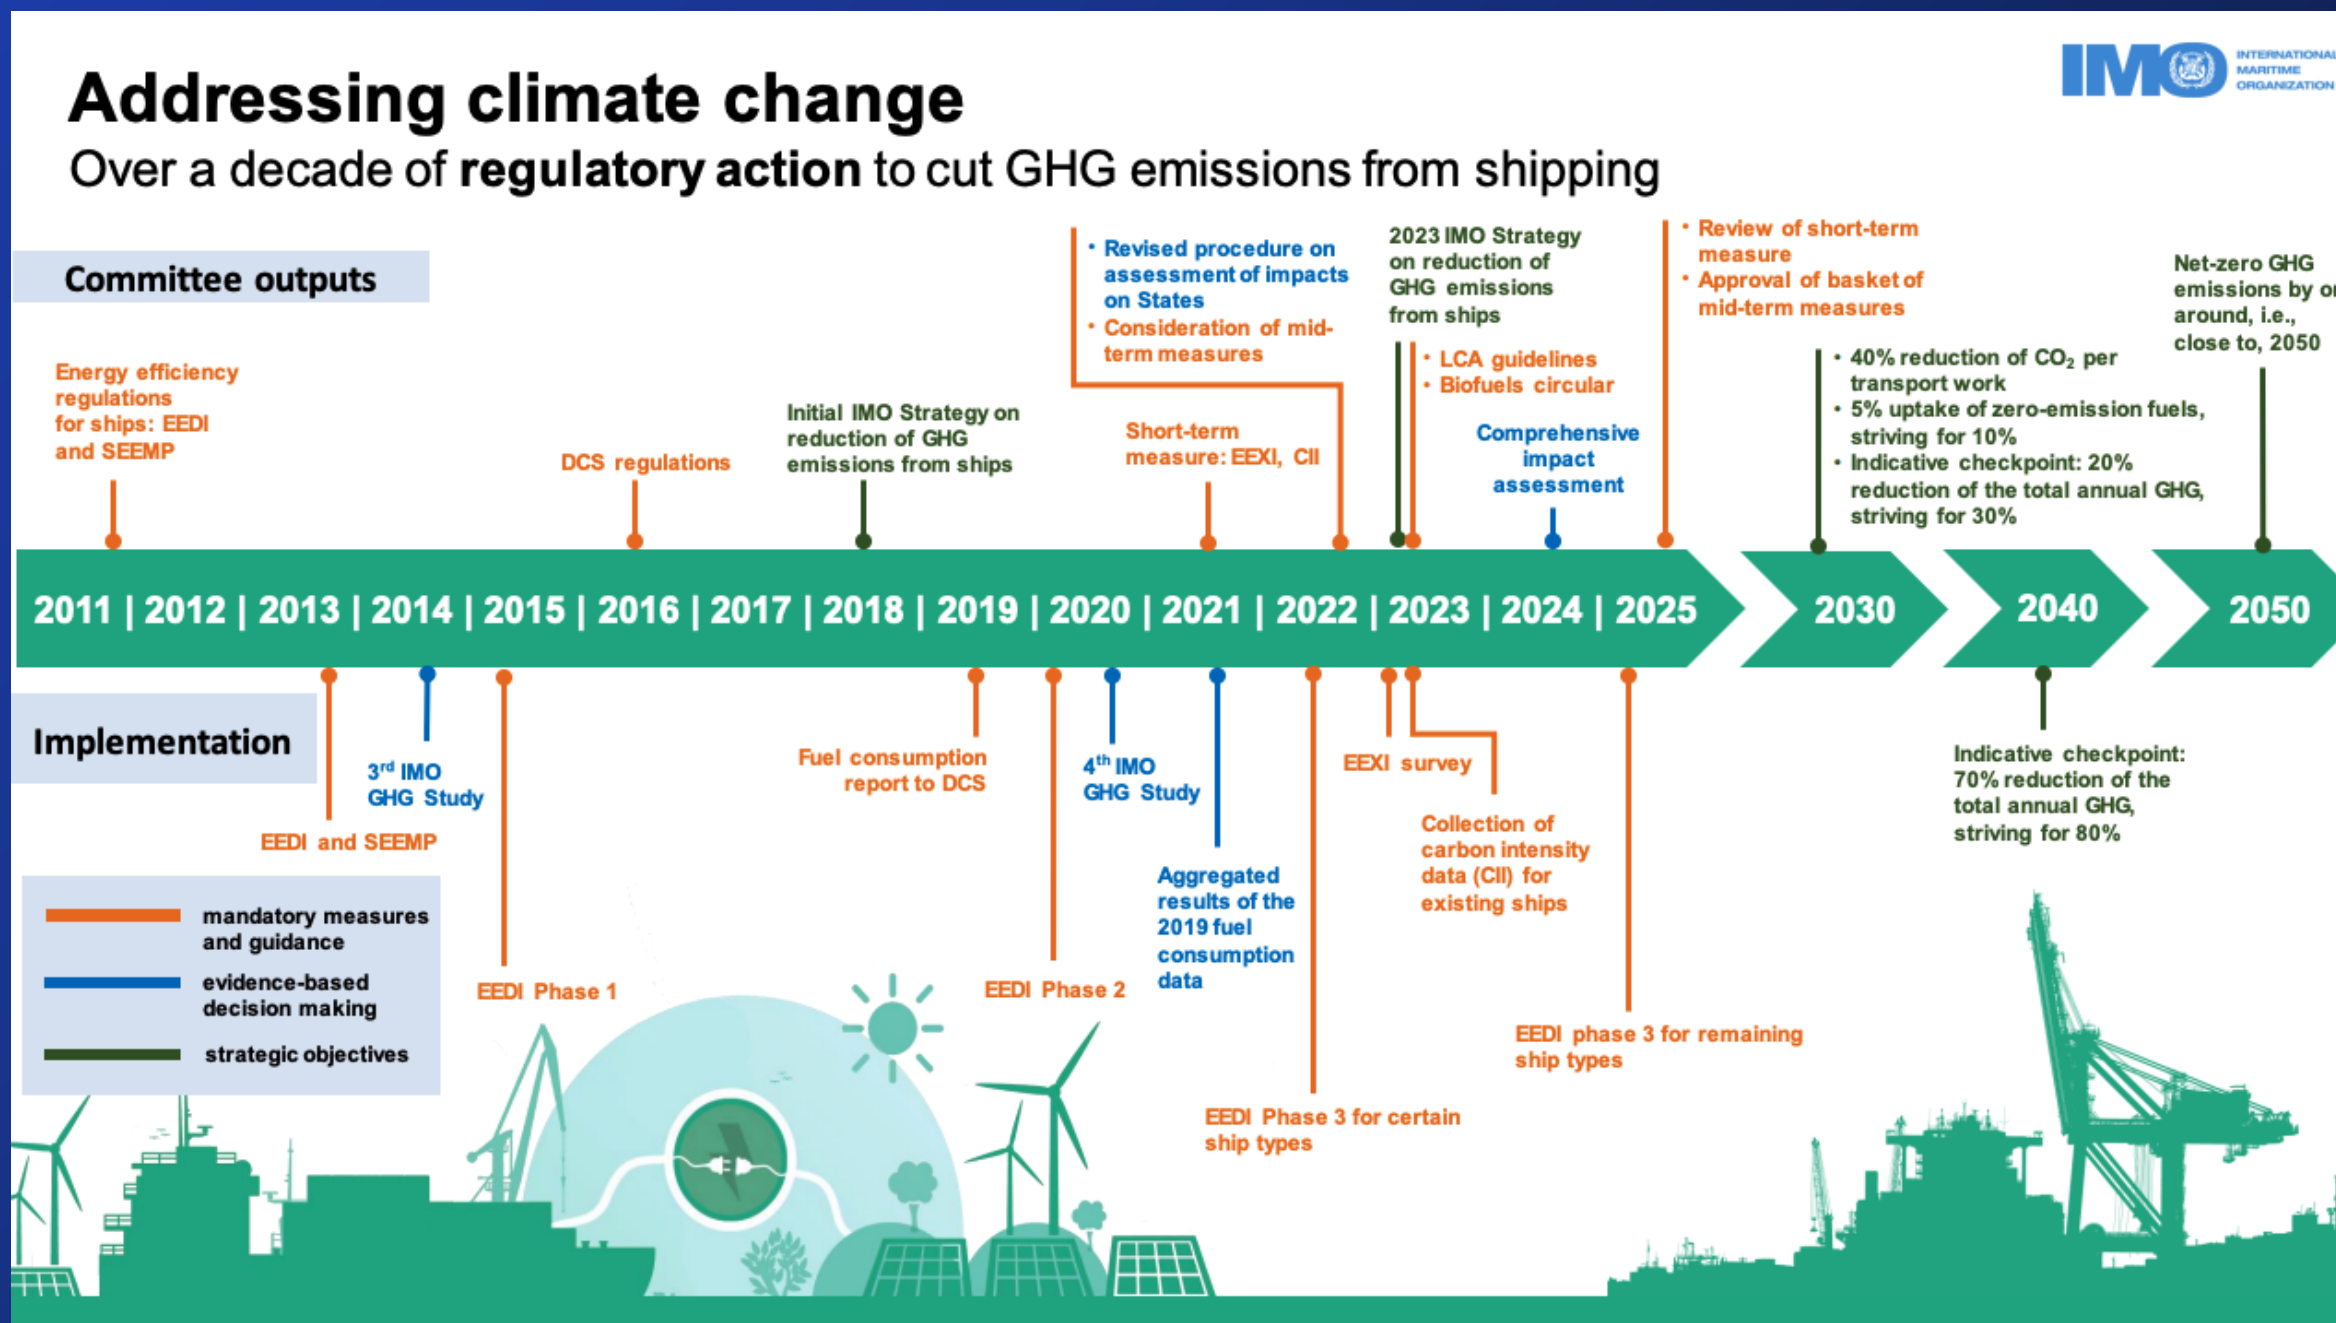 Addressing climate change
Over a decade of regulatory action to cut GHG emissions from shipping
IMO
INTERNATIONAL
MARITIME
ORGANIZATION
Committee outputs
Energy efficiency
regulations
for ships: EEDI
and SEEMP
DCS regulations
Initial IMO Strategy on
reduction of GHG
emissions from ships
• Revised procedure on
assessment of impacts
on States
• Consideration of mid-
term measures
Short-term
measure: EEXI, CII
2023 IMO Strategy
on reduction of
GHG emissions
from ships
• LCA guidelines
• Biofuels circular
Comprehensive
impact
assessment
• Review of short-term
measure
• Approval of basket of
mid-term measures
• 40% reduction of CO₂ per
transport work
• 5% uptake of zero-emission fuels,
striving for 10%
• Indicative checkpoint: 20%
reduction of the total annual GHG,
striving for 30%
Net-zero GHG
emissions by or
around, i.e.,
close to, 2050
2011 | 2012 | 2013 | 2014 | 2015 | 2016 | 2017 | 2018 | 2019 | 2020 | 2021 | 2022 | 2023 | 2024 | 2025 2030 2040 2050
Implementation
EEDI and SEEMP
3rd IMO
GHG Study
EEDI Phase 1
Fuel consumption
report to DCS
EEDI Phase 2
4th IMO
GHG Study
Aggregated
results of the
2019 fuel
consumption
data
EEDI Phase 3 for certain
ship types
EEXI survey
Collection of
carbon intensity
data (CII) for
existing ships
EEDI phase 3 for remaining
ship types
Indicative checkpoint:
70% reduction of the
total annual GHG,
striving for 80%
mandatory measures
and guidance
evidence-based
decision making
strategic objectives